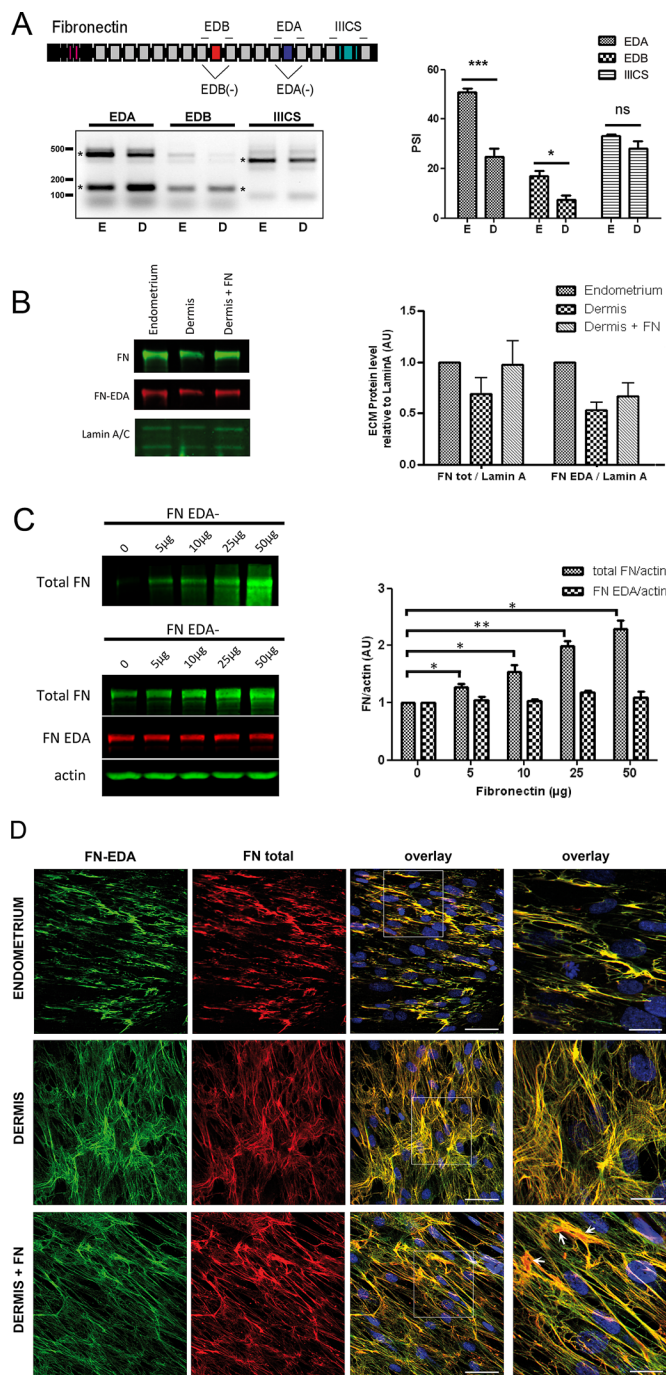 A
Fibronectin
EDB
EDA
IIICS
EDB(-)
EDA(-)
EDA
EDB
IIICS
500
200
100
*
*
*
*
E
D
E
D
E
D
EDA
EDB
IIICS
PSI
60
40
20
0
***
*
ns
E
D
E
D
E
D
B
Endometrium
Dermis
Dermis + FN
FN
FN-EDA
Lamin A/C
Endometrium
Dermis
Dermis + FN
ECM Protein level
relative to LaminA (AU)
1.5
1.0
0.5
0.0
FN tot / Lamin A
FN EDA / Lamin A
C
FN EDA-
0
5µg
10µg
25µg
50µg
Total FN
FN EDA-
0
5µg
10µg
25µg
50µg
Total FN
FN EDA
actin
total FN/actin
FN EDA/actin
FN/actin (AU)
3
2
1
0
*
**
*
*
0
5
10
25
50
Fibronectin (µg)
D
FN-EDA
FN total
overlay
overlay
ENDOMETRIUM
DERMIS
DERMIS + FN